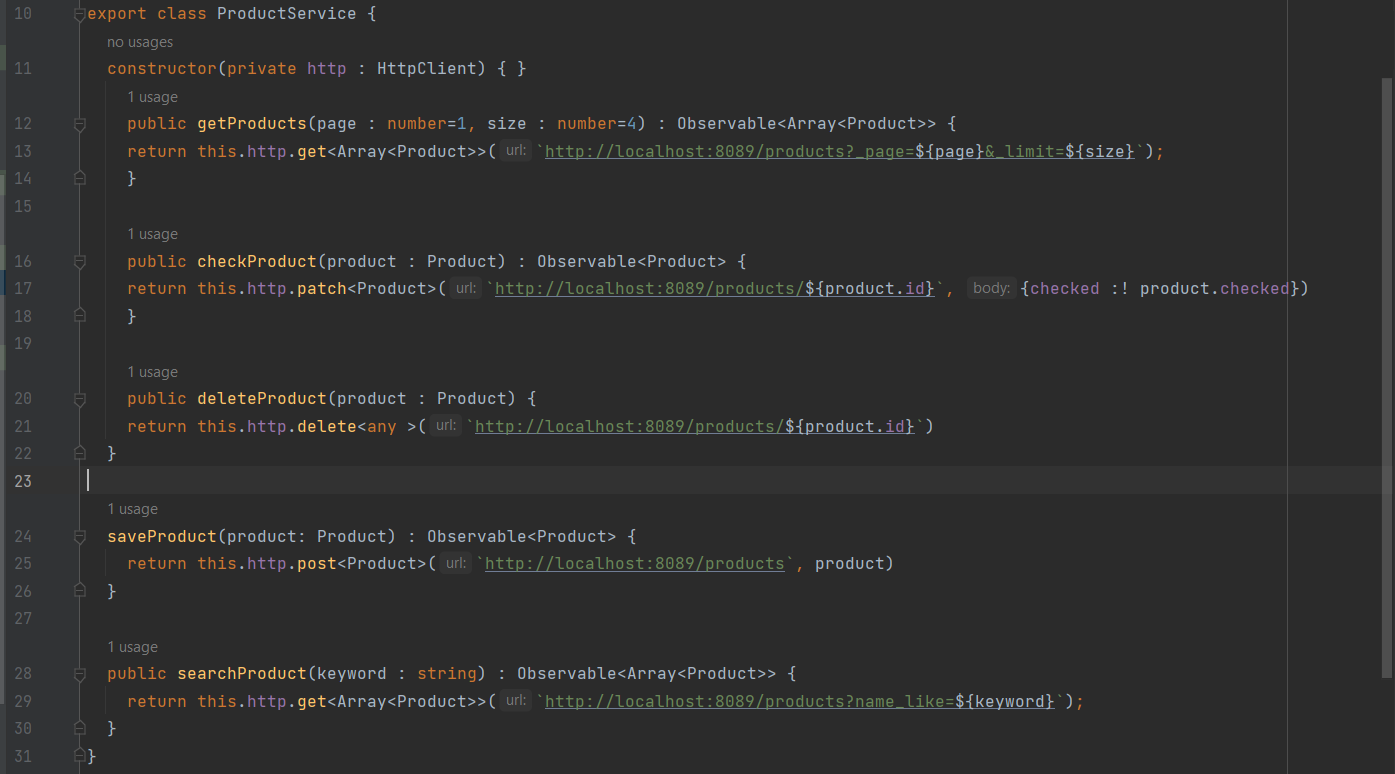 10 export class ProductService {
no usages
11 constructor(private http : HttpClient) { }
1 usage
12 public getProducts(page : number=1, size : number=4) : Observable<Array<Product>> {
13 return this.http.get<Array<Product>>( url: `http://localhost:8089/products?_page=${page}&_limit=${size}`);
14 }
15
1 usage
16 public checkProduct(product : Product) : Observable<Product> {
17 return this.http.patch<Product>( url: `http://localhost:8089/products/${product.id}`, body: {checked :! product.checked})
18 }
19
1 usage
20 public deleteProduct(product : Product) {
21 return this.http.delete<any >( url: `http://localhost:8089/products/${product.id}`)
22 }
23
1 usage
24 saveProduct(product: Product) : Observable<Product> {
25 return this.http.post<Product>( url: `http://localhost:8089/products`, product)
26 }
27
1 usage
28 public searchProduct(keyword : string) : Observable<Array<Product>> {
29 return this.http.get<Array<Product>>( url: `http://localhost:8089/products?name_like=${keyword}`);
30 }
31 }